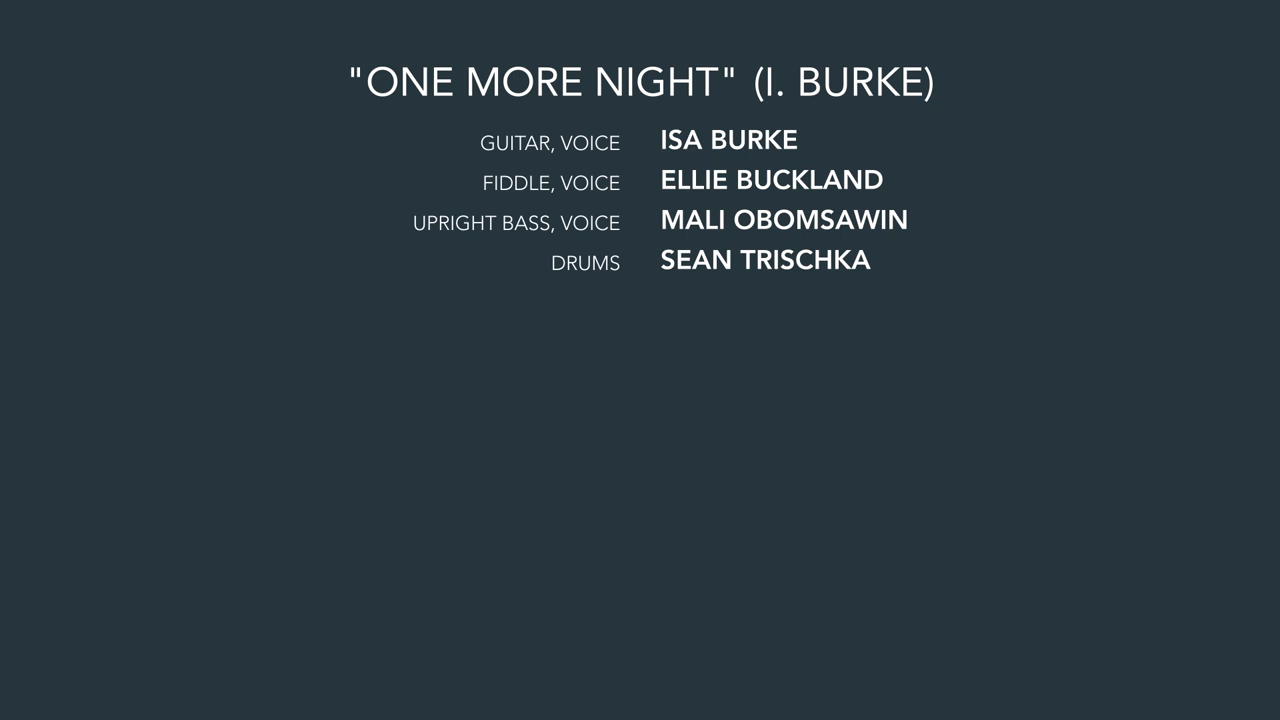 "ONE MORE NIGHT" (I. BURKE)
GUITAR, VOICE ISA BURKE
FIDDLE, VOICE ELLIE BUCKLAND
UPRIGHT BASS, VOICE MALI OBOMSAWIN
DRUMS SEAN TRISCHKA